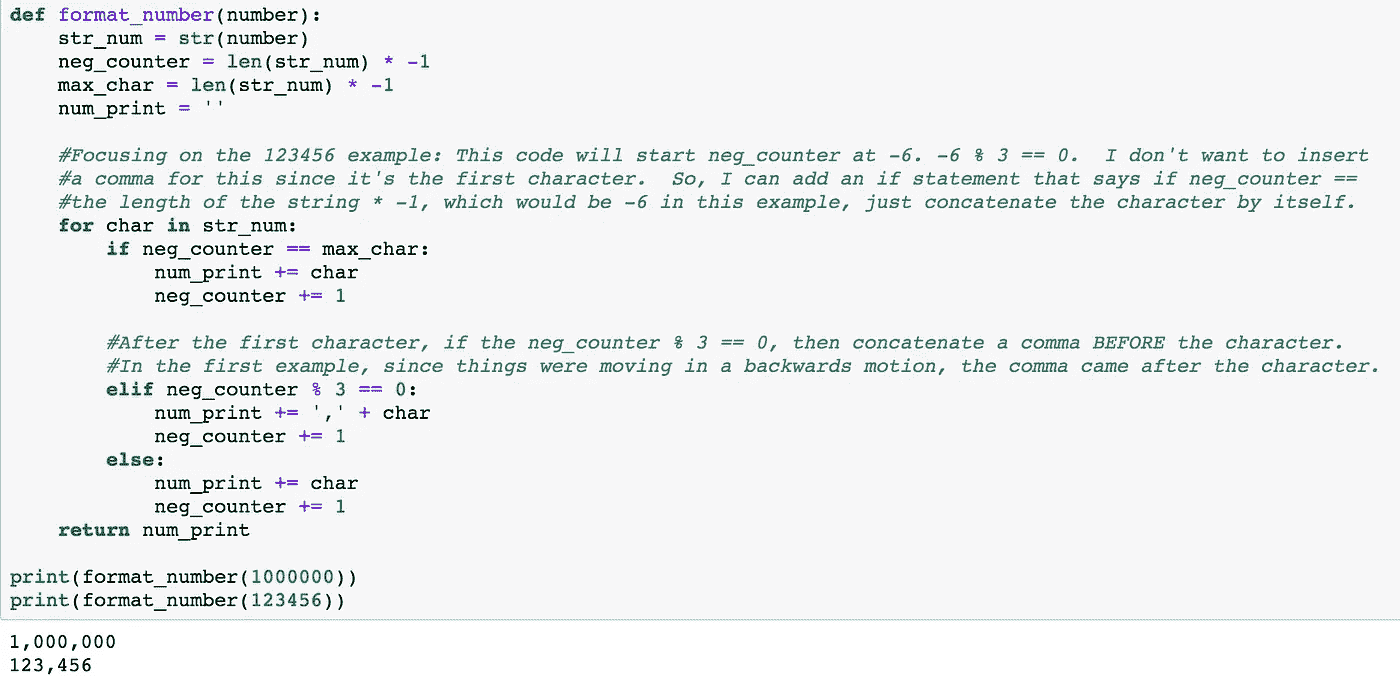 def format_number(number):
    str_num = str(number)
    neg_counter = len(str_num) * -1
    max_char = len(str_num) * -1
    num_print = ''

    #Focusing on the 123456 example: This code will start neg_counter at -6. -6 % 3 == 0.  I don't want to insert
    #a comma for this since it's the first character.  So, I can add an if statement that says if neg_counter ==
    #the length of the string * -1, which would be -6 in this example, just concatenate the character by itself.
    for char in str_num:
        if neg_counter == max_char:
            num_print += char
            neg_counter += 1

        #After the first character, if the neg_counter % 3 == 0, then concatenate a comma BEFORE the character.
        #In the first example, since things were moving in a backwards motion, the comma came after the character.
        elif neg_counter % 3 == 0:
            num_print += ',' + char
            neg_counter += 1
        else:
            num_print += char
            neg_counter += 1
    return num_print

print(format_number(1000000))
print(format_number(123456))
1,000,000
123,456